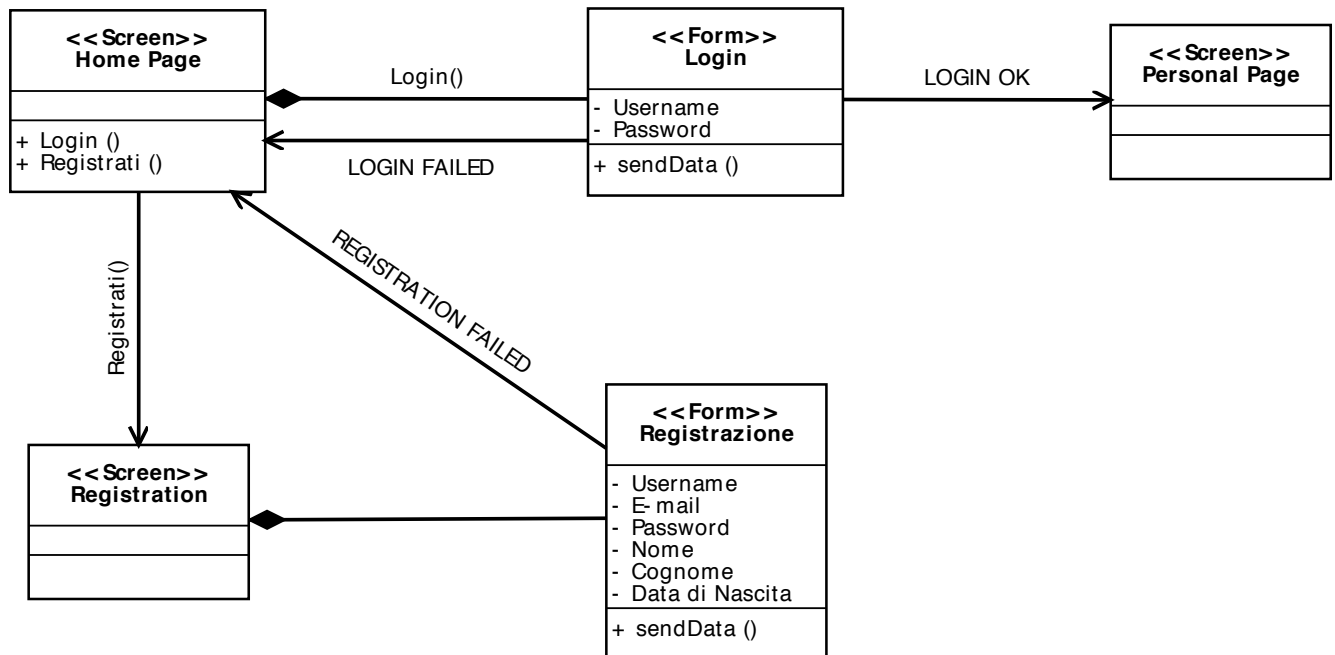 <<Screen>>
Home Page
+ Login ()
+ Registrati ()
Login()
LOGIN FAILED
<<Form>>
Login
- Username
- Password
+ sendData ()
LOGIN OK
<<Screen>>
Personal Page
Registrati()
REGISTRATION FAILED
<<Screen>>
Registration
<<Form>>
Registrazione
- Username
- E-mail
- Password
- Nome
- Cognome
- Data di Nascita
+ sendData ()